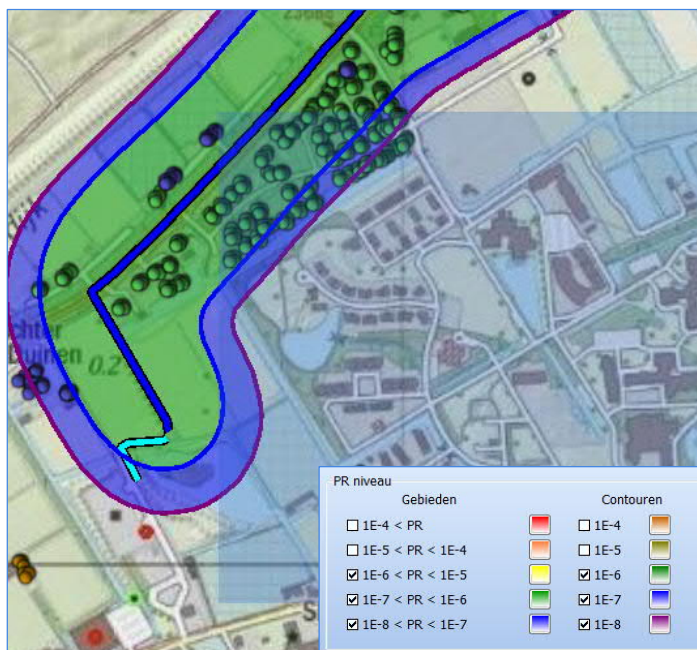 chter
Duinen
0.2
S
PR niveau
Gebieden Contouren
1E-4 < PR 1E-4
1E-5 < PR < 1E-4 1E-5
1E-6 < PR < 1E-5 1E-6
1E-7 < PR < 1E-6 1E-7
1E-8 < PR < 1E-7 1E-8